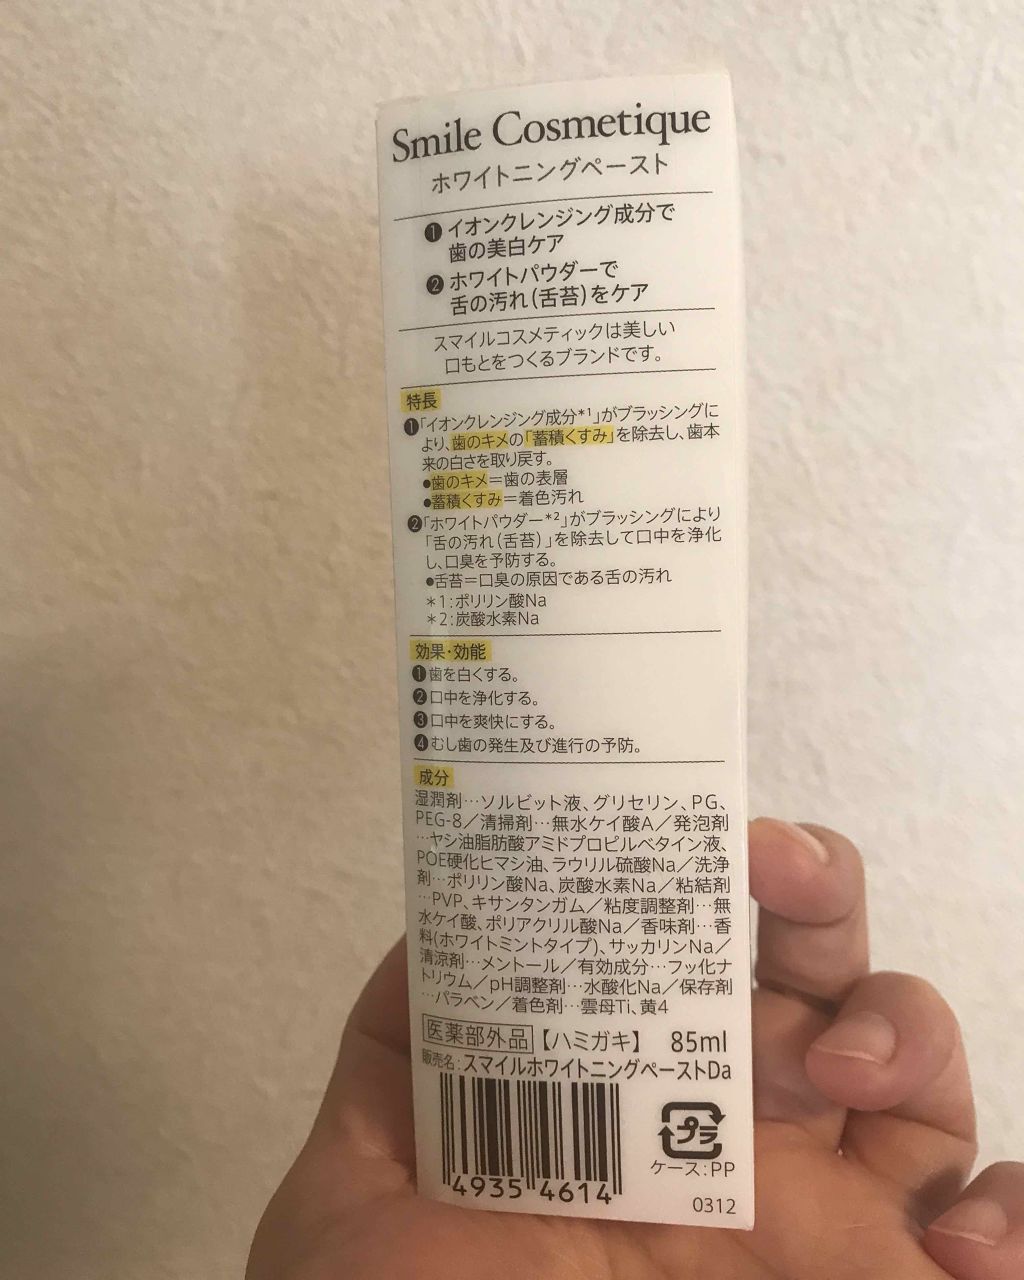 Smile Cosmetique
ホワイトニングペースト
❶ イオンクレンジング成分で
歯の美白ケア
❷ ホワイトパウダーで
舌の汚れ(舌苔)をケア
スマイルコスメティックは美しい
口もとをつくるブランドです。
特長
❶「イオンクレンジング成分*1」がブラッシングに
より、歯のキメの「蓄積くすみ」を除去し、歯本
来の白さを取り戻す。
●歯のキメ=歯の表層
●蓄積くすみ=着色汚れ
❷「ホワイトパウダー*2」がブラッシングにより
「舌の汚れ(舌苔)」を除去して口中を浄化
し、口臭を予防する。
●舌苔=口臭の原因である舌の汚れ
*1:ポリリン酸Na
*2:炭酸水素Na
効果・効能
❶歯を白くする。
❷口中を浄化する。
❸口中を爽快にする。
❹むし歯の発生及び進行の予防。
成分
湿潤剤…ソルビット液、グリセリン、PG、
PEG-8/清掃剤…無水ケイ酸A/発泡剤
…ヤシ油脂肪酸アミドプロピルベタイン液、
POE硬化ヒマシ油、ラウリル硫酸Na/洗浄
剤…ポリリン酸Na、炭酸水素Na/粘結剤
…PVP、キサンタンガム/粘度調整剤…無
水ケイ酸、ポリアクリル酸Na/香味剤…香
料(ホワイトミントタイプ)、サッカリンNa/
清涼剤…メントール/有効成分…フッ化ナ
トリウム/pH調整剤…水酸化Na/保存剤
…パラベン/着色剤…雲母Ti、黄4
医薬部外品【ハミガキ】 85ml
販売名:スマイルホワイトニングペーストDa
4935 4614
プラ
ケース:PP
0312